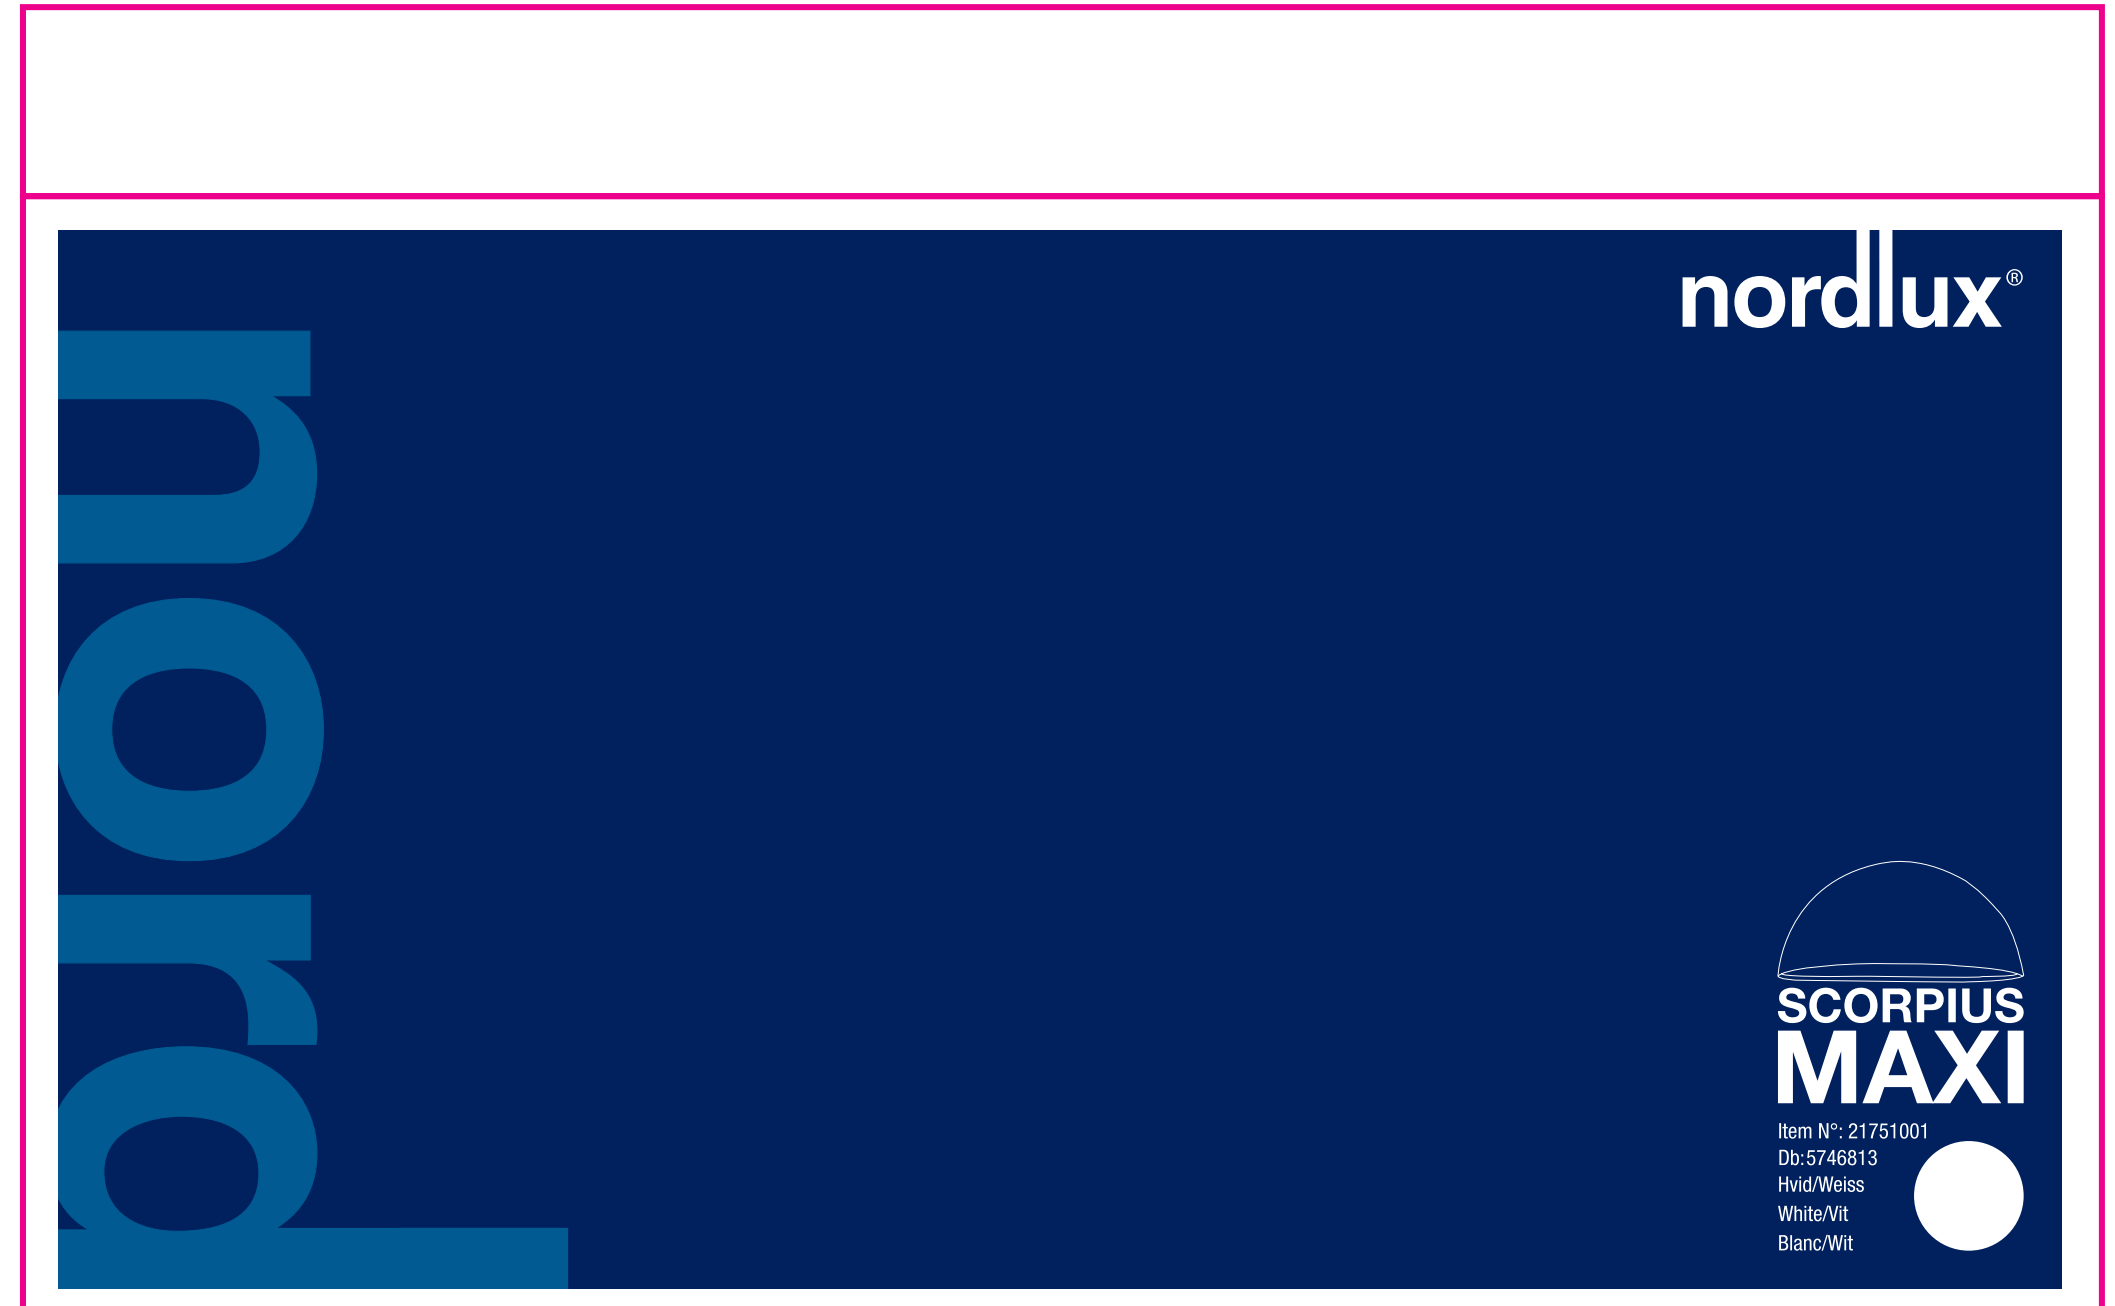 nordlux®
nord
SCORPIUS
MAXI
Item N°: 21751001
Db:5746813
Hvid/Weiss
White/Vit
Blanc/Wit